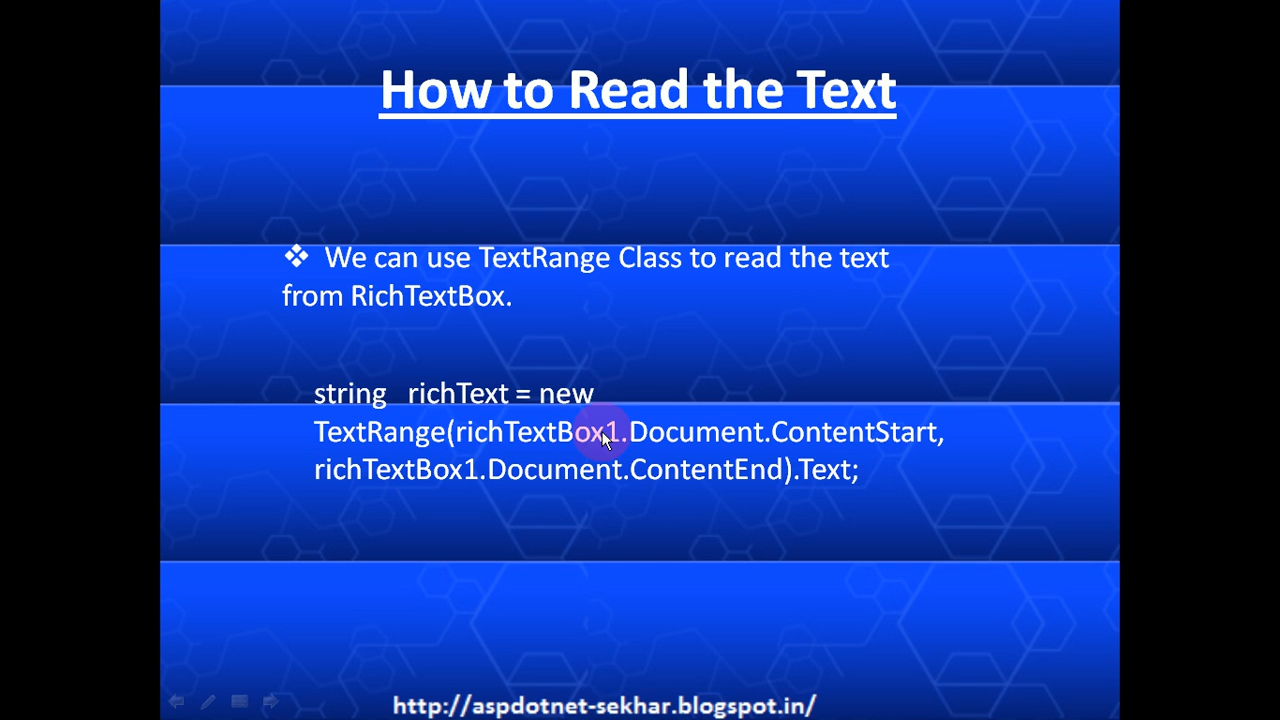 How to Read the Text
❖ We can use TextRange Class to read the text
from RichTextBox.
string richText = new
TextRange(richTextBox1.Document.ContentStart,
richTextBox1.Document.ContentEnd).Text;
http://aspdotnet-sekhar.blogspot.in/